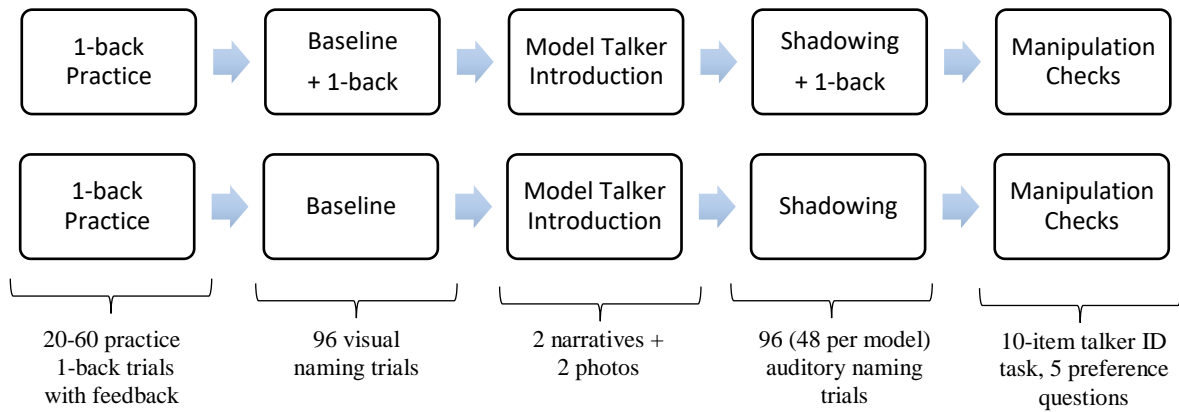 1-back
Practice
Baseline
+ 1-back
Model Talker
Introduction
Shadowing
+ 1-back
Manipulation
Checks
1-back
Practice
Baseline
Model Talker
Introduction
Shadowing
Manipulation
Checks
20-60 practice
1-back trials
with feedback
96 visual
naming trials
2 narratives +
2 photos
96 (48 per model)
auditory naming
trials
10-item talker ID
task, 5 preference
questions